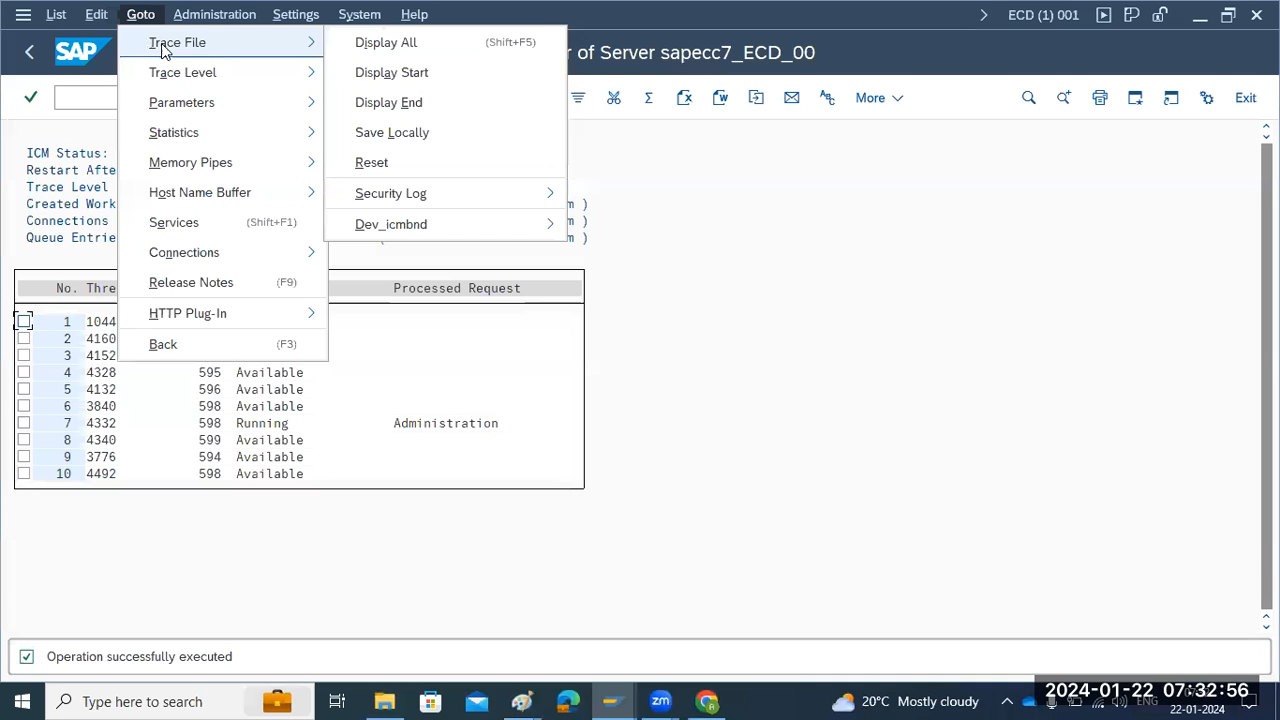 List Edit Goto Administration Settings System Help ECD (1) 001
SAP r of Server sapecc7_ECD_00
More Exit
Trace File
Trace Level
Parameters
Statistics
Memory Pipes
Host Name Buffer
Services (Shift+F1)
Connections
Release Notes (F9)
HTTP Plug-In
Back (F3)
Display All (Shift+F5)
Display Start
Display End
Save Locally
Reset
Security Log
Dev_icmbnd
ICM Status:
Restart Afte
Trace Level
Created Work m )
Connections m )
Queue Entrie ( m )
No. Thre Processed Request
1 1044
2 4160
3 4152
4 4328 595 Available
5 4132 596 Available
6 3840 598 Available
7 4332 598 Running Administration
8 4340 599 Available
9 3776 594 Available
10 4492 598 Available
Operation successfully executed
Type here to search
20°C Mostly cloudy
ENG
2024-01-22 07:32:56
22-01-2024